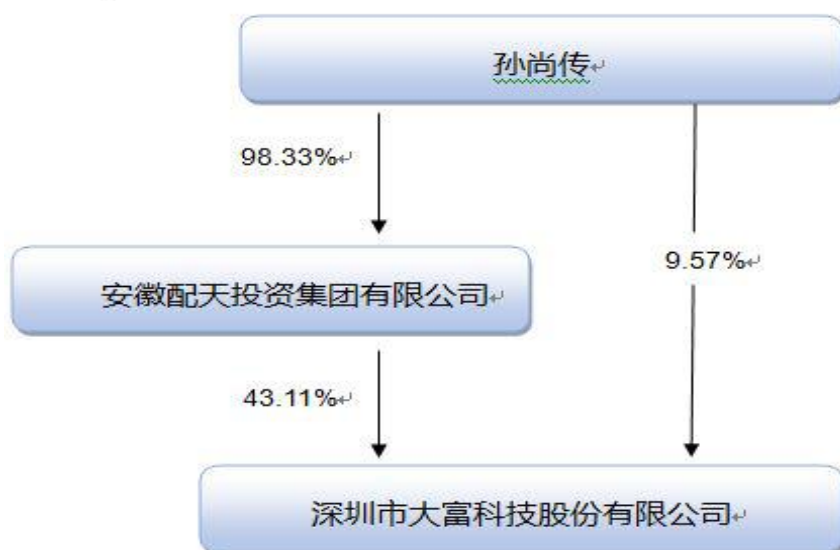 孙尚传
98.33%
安徽配天投资集团有限公司
9.57%
43.11%
深圳市大富科技股份有限公司